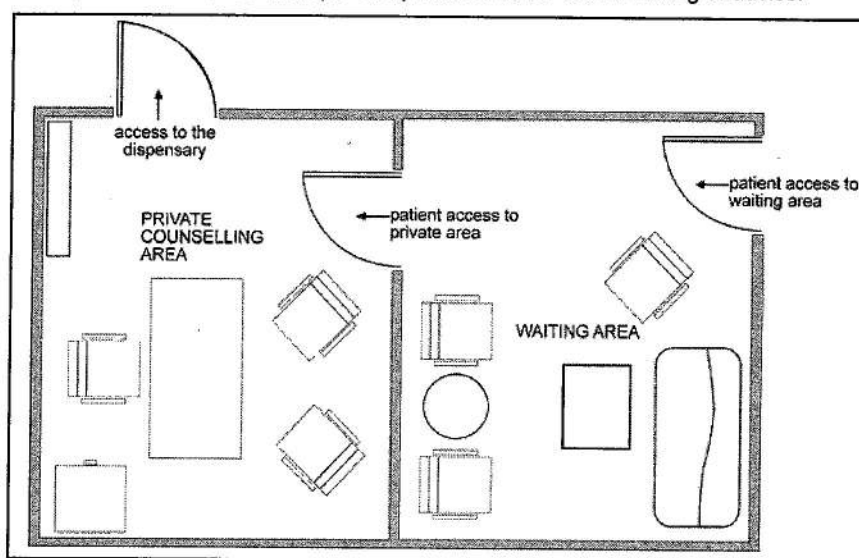 access to the
dispensary
PRIVATE
COUNSELLING
AREA
patient access to
private area
patient access to
waiting area
WAITING AREA